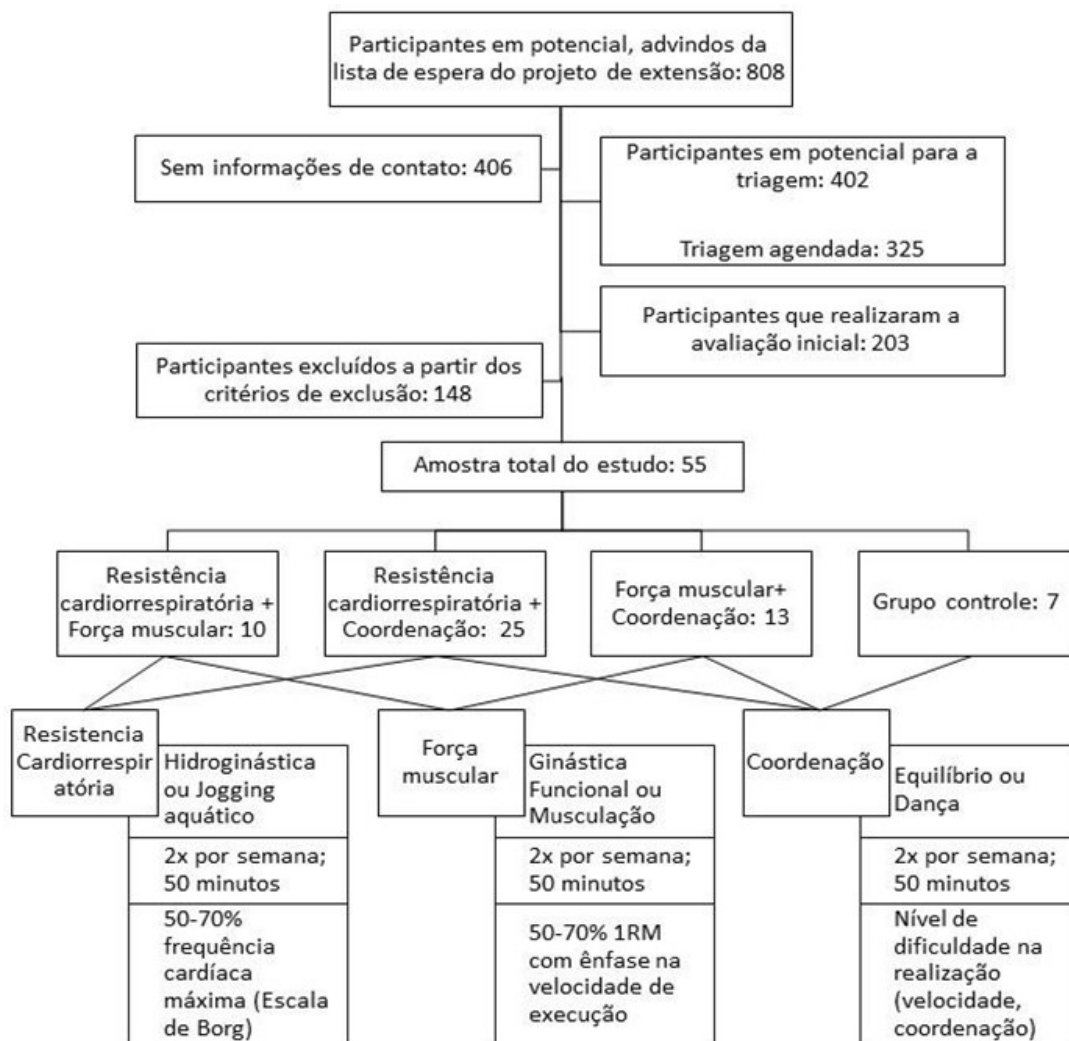 Participantes em potencial, advindos da
lista de espera do projeto de extensão: 808
Sem informações de contato: 406
Participantes em potencial para a
triagem: 402
Triagem agendada: 325
Participantes que realizaram a
avaliação inicial: 203
Participantes excluídos a partir dos
critérios de exclusão: 148
Amostra total do estudo: 55
Resistência
cardiorrespiratória +
Força muscular: 10
Resistência
cardiorrespiratória +
Coordenação: 25
Força muscular+
Coordenação: 13
Grupo controle: 7
Resistencia
Cardiorrespir
atória
Hidroginástica
ou Jogging
aquático
2x por semana;
50 minutos
50-70%
frequência
cardíaca
máxima (Escala
de Borg)
Força
muscular
Ginástica
Funcional ou
Musculação
2x por semana;
50 minutos
50-70% 1RM
com ênfase na
velocidade de
execução
Coordenação
Equilíbrio ou
Dança
2x por semana;
50 minutos
Nível de
dificuldade na
realização
(velocidade,
coordenação)